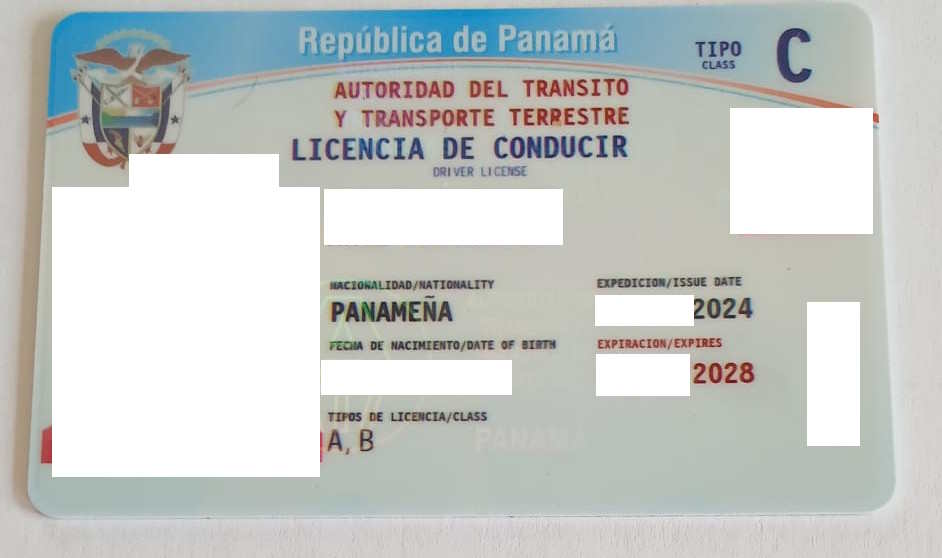 República de Panamá
TIPO C
CLASS
AUTORIDAD DEL TRANSITO
Y TRANSPORTE TERRESTRE
LICENCIA DE CONDUCIR
DRIVER LICENSE
NACIONALIDAD/NATIONALITY
PANAMEÑA
EXPEDICION/ISSUE DATE
2024
FECHA DE NACIMIENTO/DATE OF BIRTH
EXPIRACION/EXPIRES
2028
TIPOS DE LICENCIA/CLASS
A, B
PANAMA